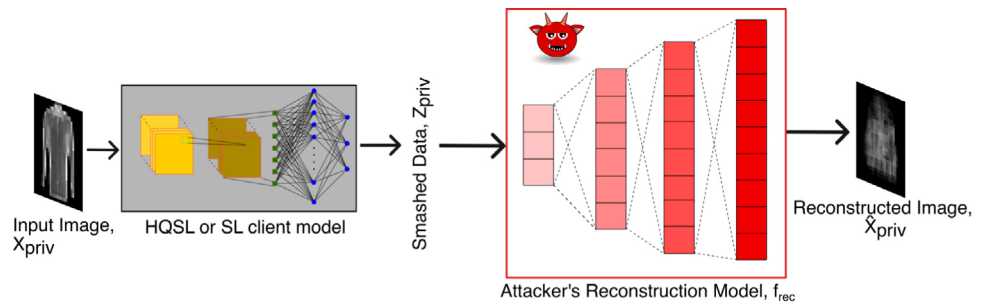 Input Image,
Xpriv
HQSL or SL client model
Smashed Data, Zpriv
Attacker's Reconstruction Model, frec
Reconstructed Image,
X̂priv